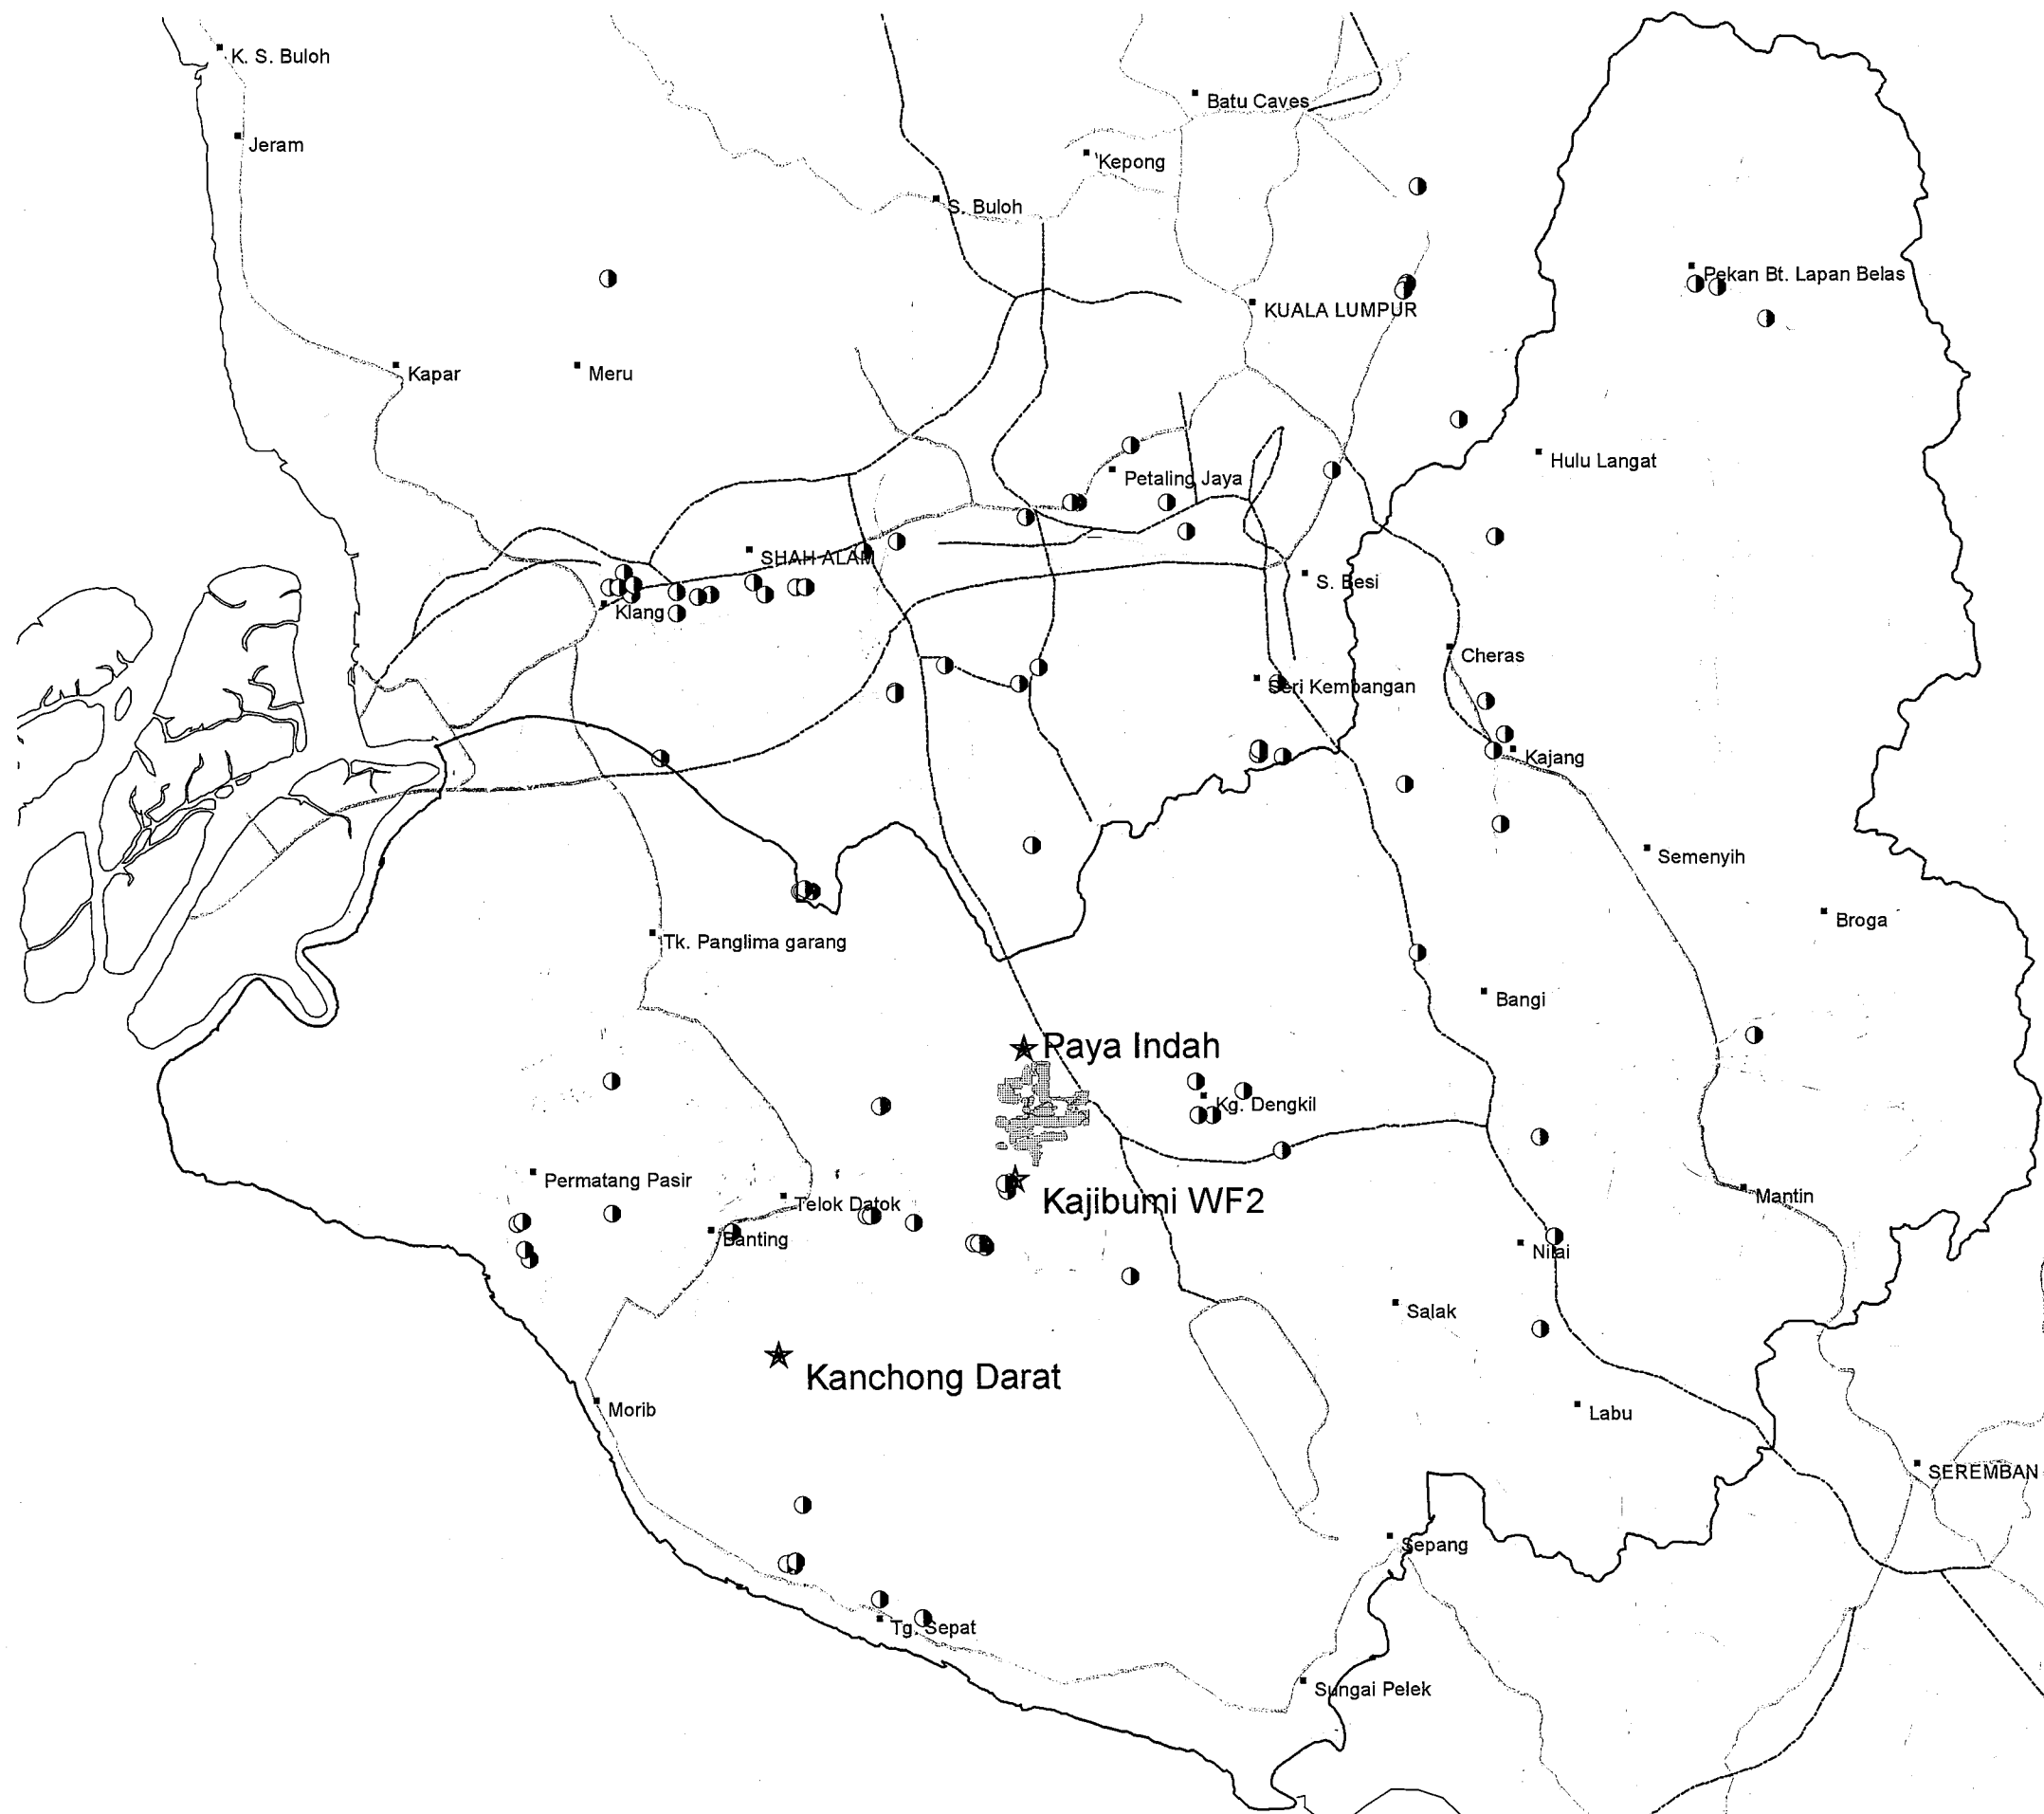 K. S. Buloh
Batu Caves
Jeram
Kepong
S. Buloh
Pekan Bt. Lapan Belas
KUALA LUMPUR
Kapar
Meru
Hulu Langat
Petaling Jaya
SHAH ALAM
S. Besi
Klang
Cheras
Seri Kembangan
Kajang
Semenyih
Broga
Tk. Panglima garang
Bangi
Paya Indah
Kg. Dengkil
Permatang Pasir
Mantin
Kajibumi WF2
Telok Datok
Banting
Nilai
Salak
Kanchong Darat
Morib
Labu
SEREMBAN
Sepang
Tg. Sepat
Sungai Pelek